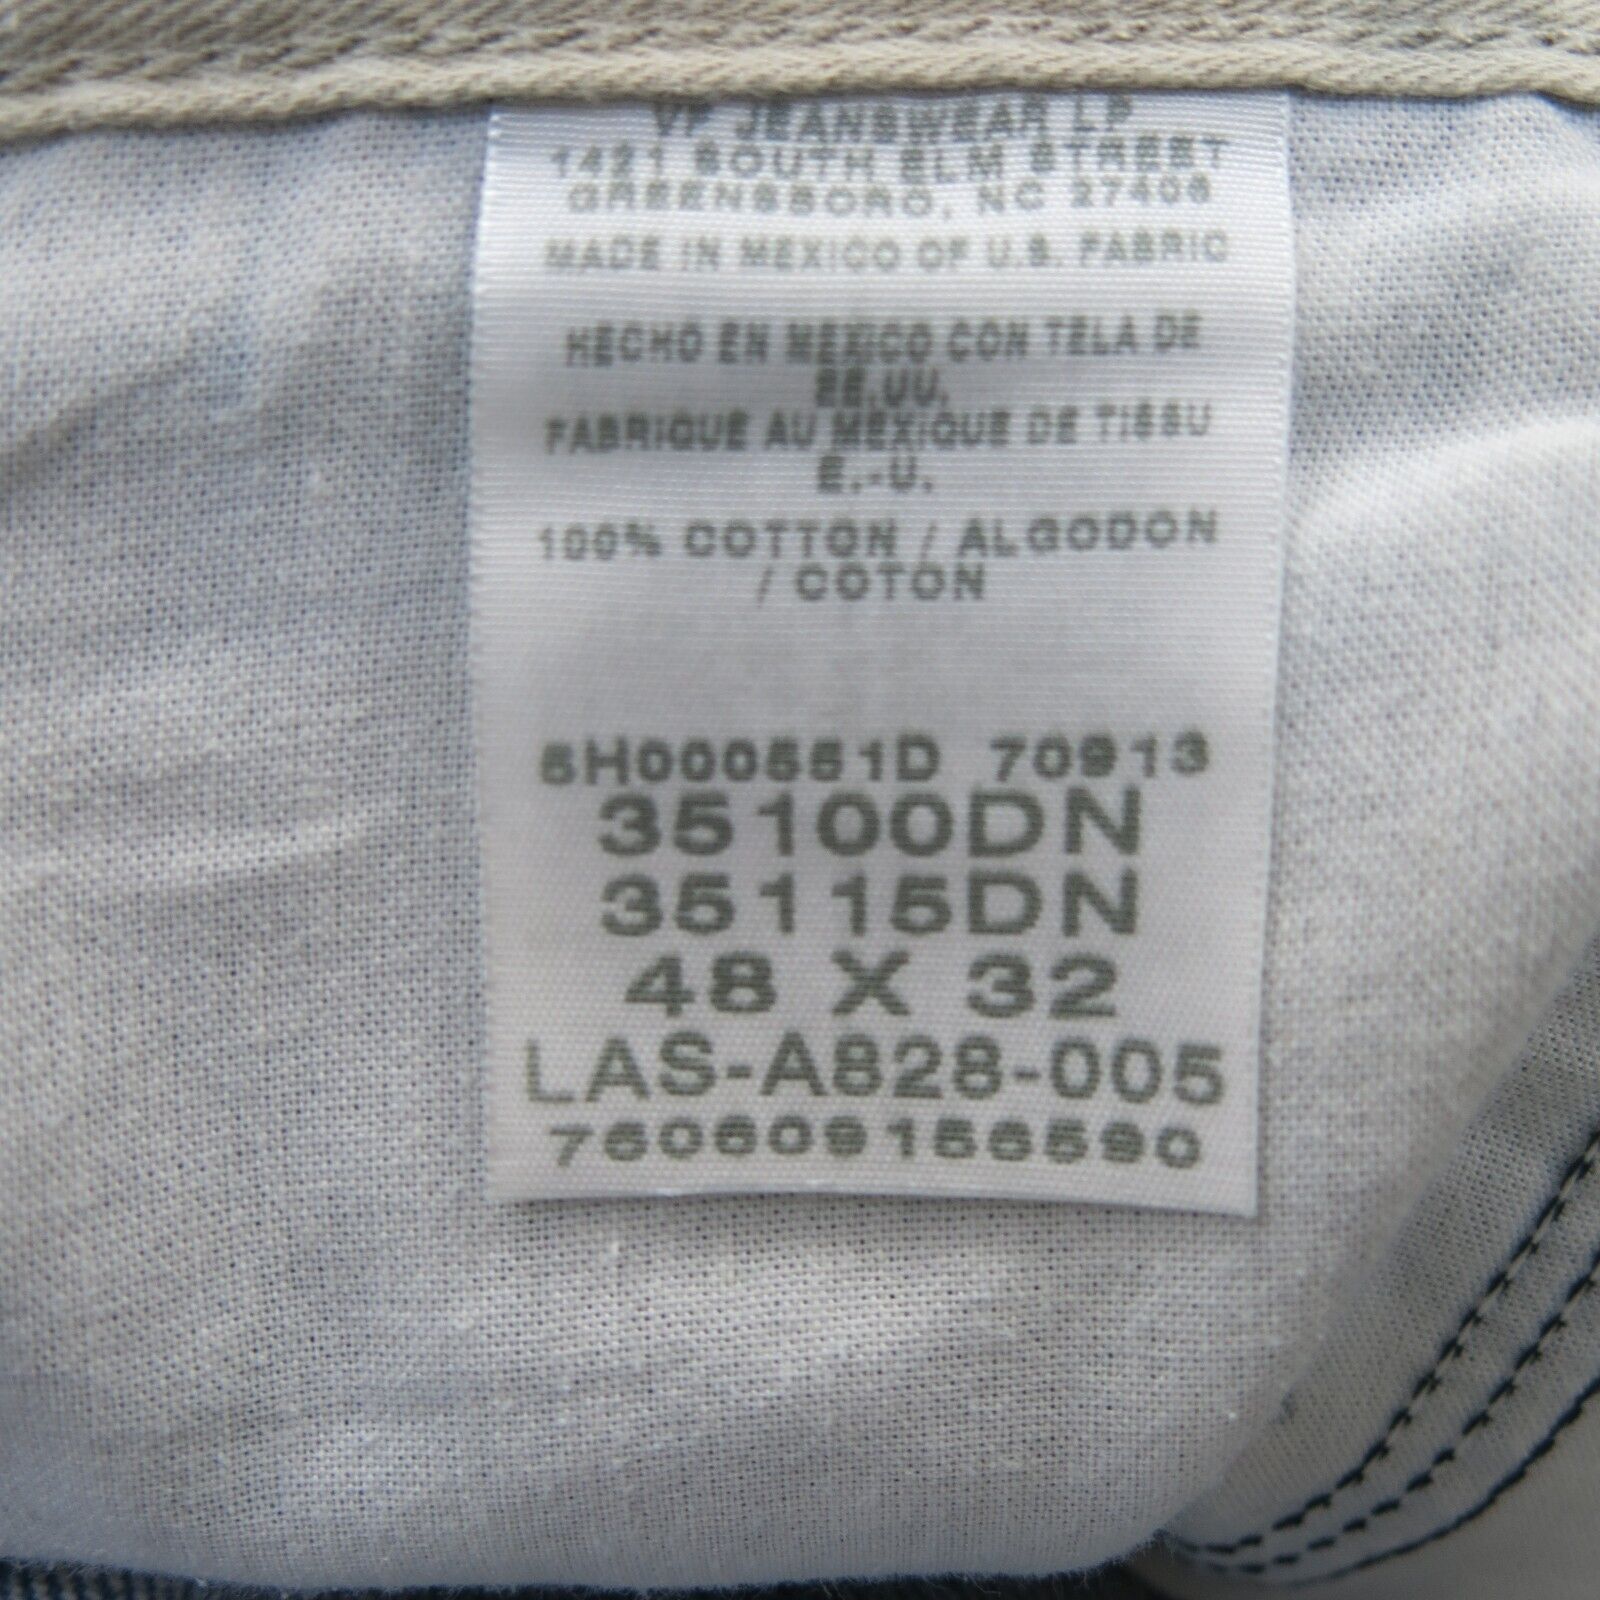 VF JEANSWEAR LP
1421 SOUTH ELM STREET
GREENSBORO, NC 27406
MADE IN MEXICO OF U.S. FABRIC
HECHO EN MEXICO CON TELA DE
EE.UU.
FABRIQUÉ AU MEXIQUE DE TISSU
E.-U.
100% COTTON / ALGODON
/ COTON
5H000551D 70913
35100DN
35115DN
48 X 32
LAS-A828-005
760609156590